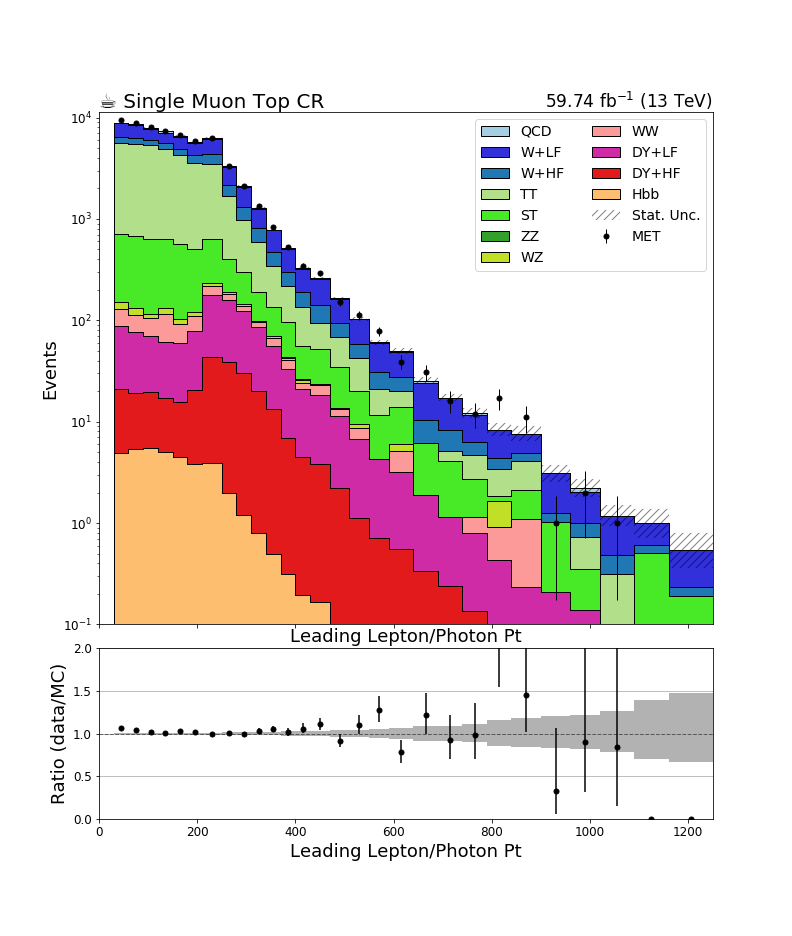 ☕ Single Muon Top CR
59.74 fb⁻¹ (13 TeV)
QCD
W+LF
W+HF
TT
ST
ZZ
WZ
WW
DY+LF
DY+HF
Hbb
Stat. Unc.
MET
Events
10⁴
10³
10²
10¹
10⁰
10⁻¹
Leading Lepton/Photon Pt
Ratio (data/MC)
2.0
1.5
1.0
0.5
0.0
0 200 400 600 800 1000 1200
Leading Lepton/Photon Pt